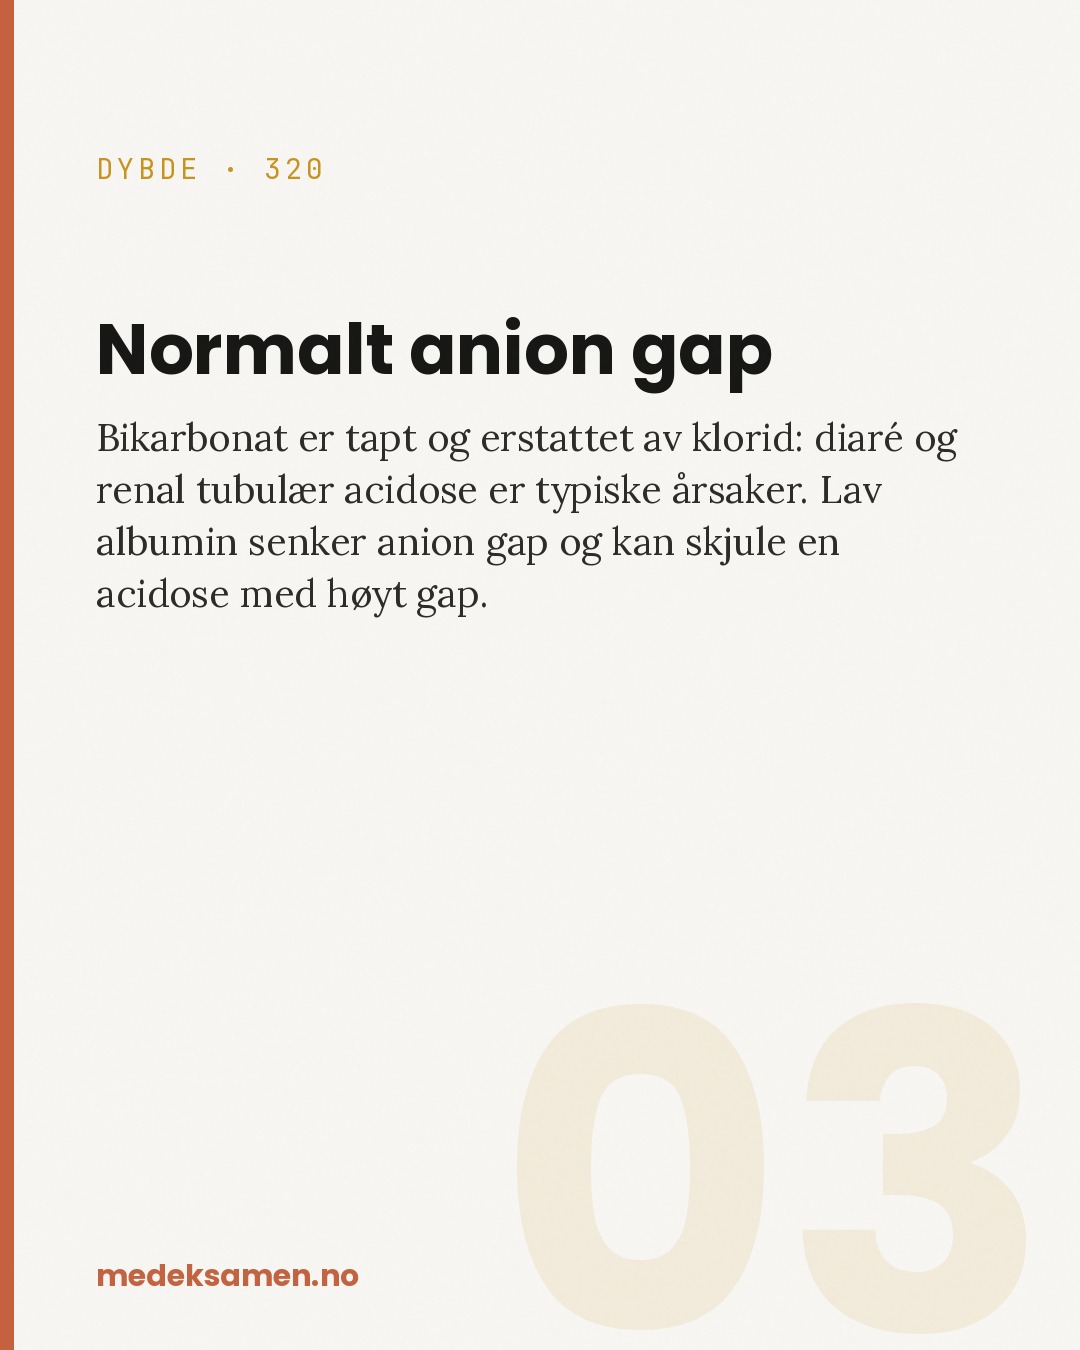 DYBDE · 320
Normalt anion gap
Bikarbonat er tapt og erstattet av klorid: diaré og
renal tubulær acidose er typiske årsaker. Lav
albumin senker anion gap og kan skjule en
acidose med høyt gap.
03
medeksamen.no